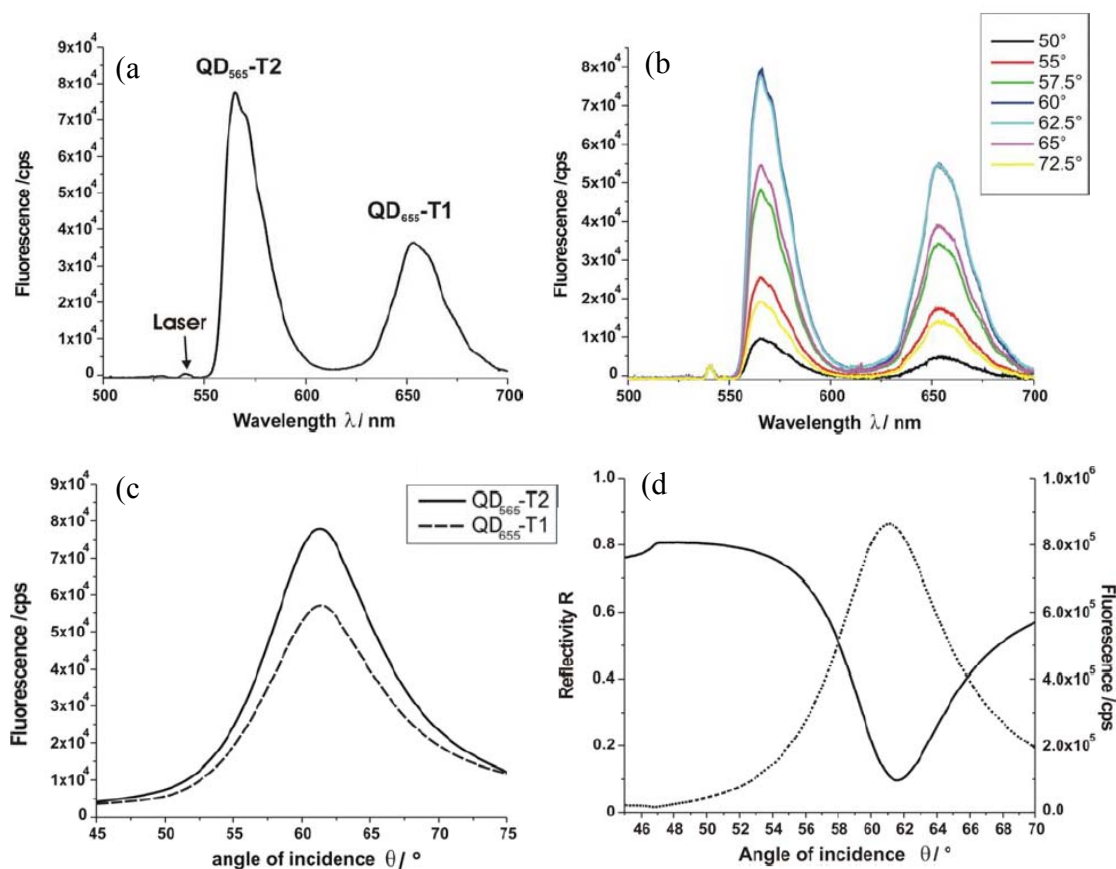 (a
QD565-T2
QD655-T1
Laser
9x10⁴
8x10⁴
7x10⁴
6x10⁴
5x10⁴
4x10⁴
3x10⁴
2x10⁴
1x10⁴
0
Fluorescence /cps
500 550 600 650 700
Wavelength λ/ nm
(b
50°
55°
57.5°
60°
62.5°
65°
72.5°
8x10⁴
7x10⁴
6x10⁴
5x10⁴
4x10⁴
3x10⁴
2x10⁴
1x10⁴
0
Fluorescence /cps
500 550 600 650 700
Wavelength λ/ nm
(c
QD565-T2
QD655-T1
9x10⁴
8x10⁴
7x10⁴
6x10⁴
5x10⁴
4x10⁴
3x10⁴
2x10⁴
1x10⁴
0
Fluorescence /cps
45 50 55 60 65 70 75
angle of incidence θ/ °
(d
1.0
0.8
0.6
0.4
0.2
0
Reflectivity R
1.0x10⁶
8.0x10⁵
6.0x10⁵
4.0x10⁵
2.0x10⁵
0.0
Fluorescence /cps
46 48 50 52 54 56 58 60 62 64 66 68 70
Angle of incidence θ/ °